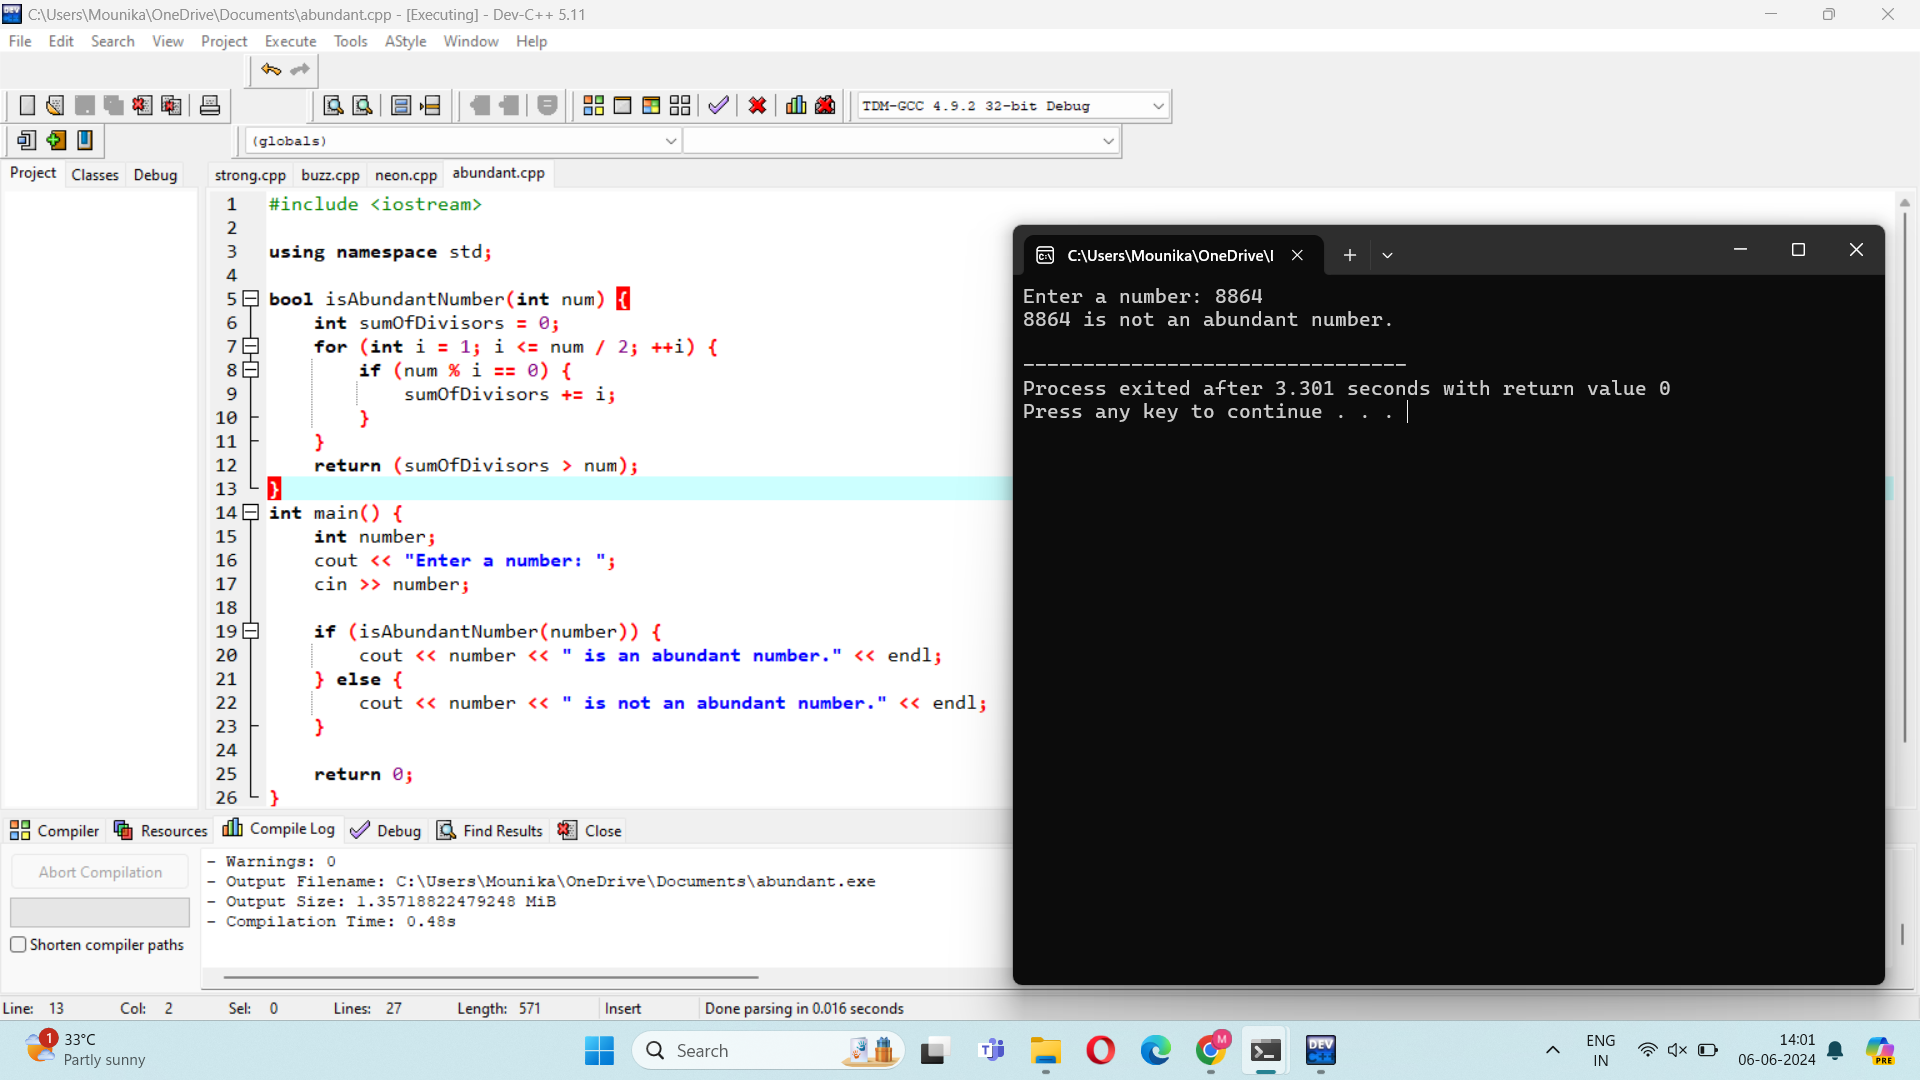 C:\Users\Mounika\OneDrive\Documents\abundant.cpp - [Executing] - Dev-C++ 5.11
File Edit Search View Project Execute Tools AStyle Window Help
TDM-GCC 4.9.2 32-bit Debug
(globals)
Project Classes Debug
strong.cpp buzz.cpp neon.cpp abundant.cpp
1 #include <iostream>
2
3 using namespace std;
4
5 bool isAbundantNumber(int num) {
6 int sumOfDivisors = 0;
7 for (int i = 1; i <= num / 2; ++i) {
8 if (num % i == 0) {
9 sumOfDivisors += i;
10 }
11 }
12 return (sumOfDivisors > num);
13 }
14 int main() {
15 int number;
16 cout << "Enter a number: ";
17 cin >> number;
18
19 if (isAbundantNumber(number)) {
20 cout << number << " is an abundant number." << endl;
21 } else {
22 cout << number << " is not an abundant number." << endl;
23 }
24
25 return 0;
26 }
C:\Users\Mounika\OneDrive\I
Enter a number: 8864
8864 is not an abundant number.
--------------------------------
Process exited after 3.301 seconds with return value 0
Press any key to continue . . .
Compiler Resources Compile Log Debug Find Results Close
Abort Compilation
Shorten compiler paths
- Warnings: 0
- Output Filename: C:\Users\Mounika\OneDrive\Documents\abundant.exe
- Output Size: 1.35718822479248 MiB
- Compilation Time: 0.48s
Line: 13 Col: 2 Sel: 0 Lines: 27 Length: 571 Insert Done parsing in 0.016 seconds
1
33°C
Partly sunny
Search
M
DEV
ENG
IN
14:01
06-06-2024
PRE